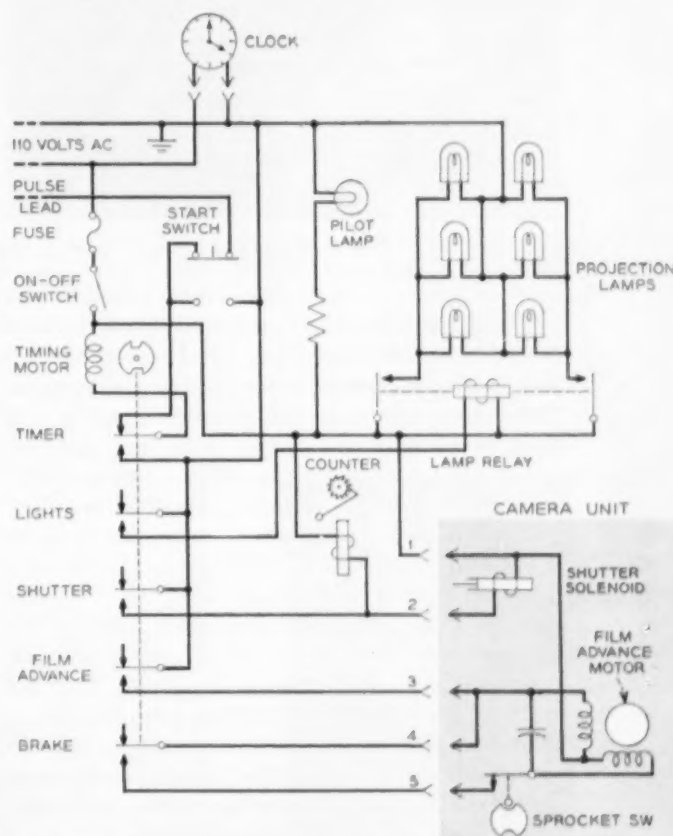 CLOCK
110 VOLTS AC
PULSE
LEAD
FUSE
START
SWITCH
PILOT
LAMP
PROJECTION
LAMPS
ON-OFF
SWITCH
TIMING
MOTOR
TIMER
COUNTER
LAMP RELAY
LIGHTS
CAMERA UNIT
1
SHUTTER
SOLENOID
SHUTTER
2
FILM
ADVANCE
MOTOR
FILM
ADVANCE
3
BRAKE
4
5
SPROCKET SW